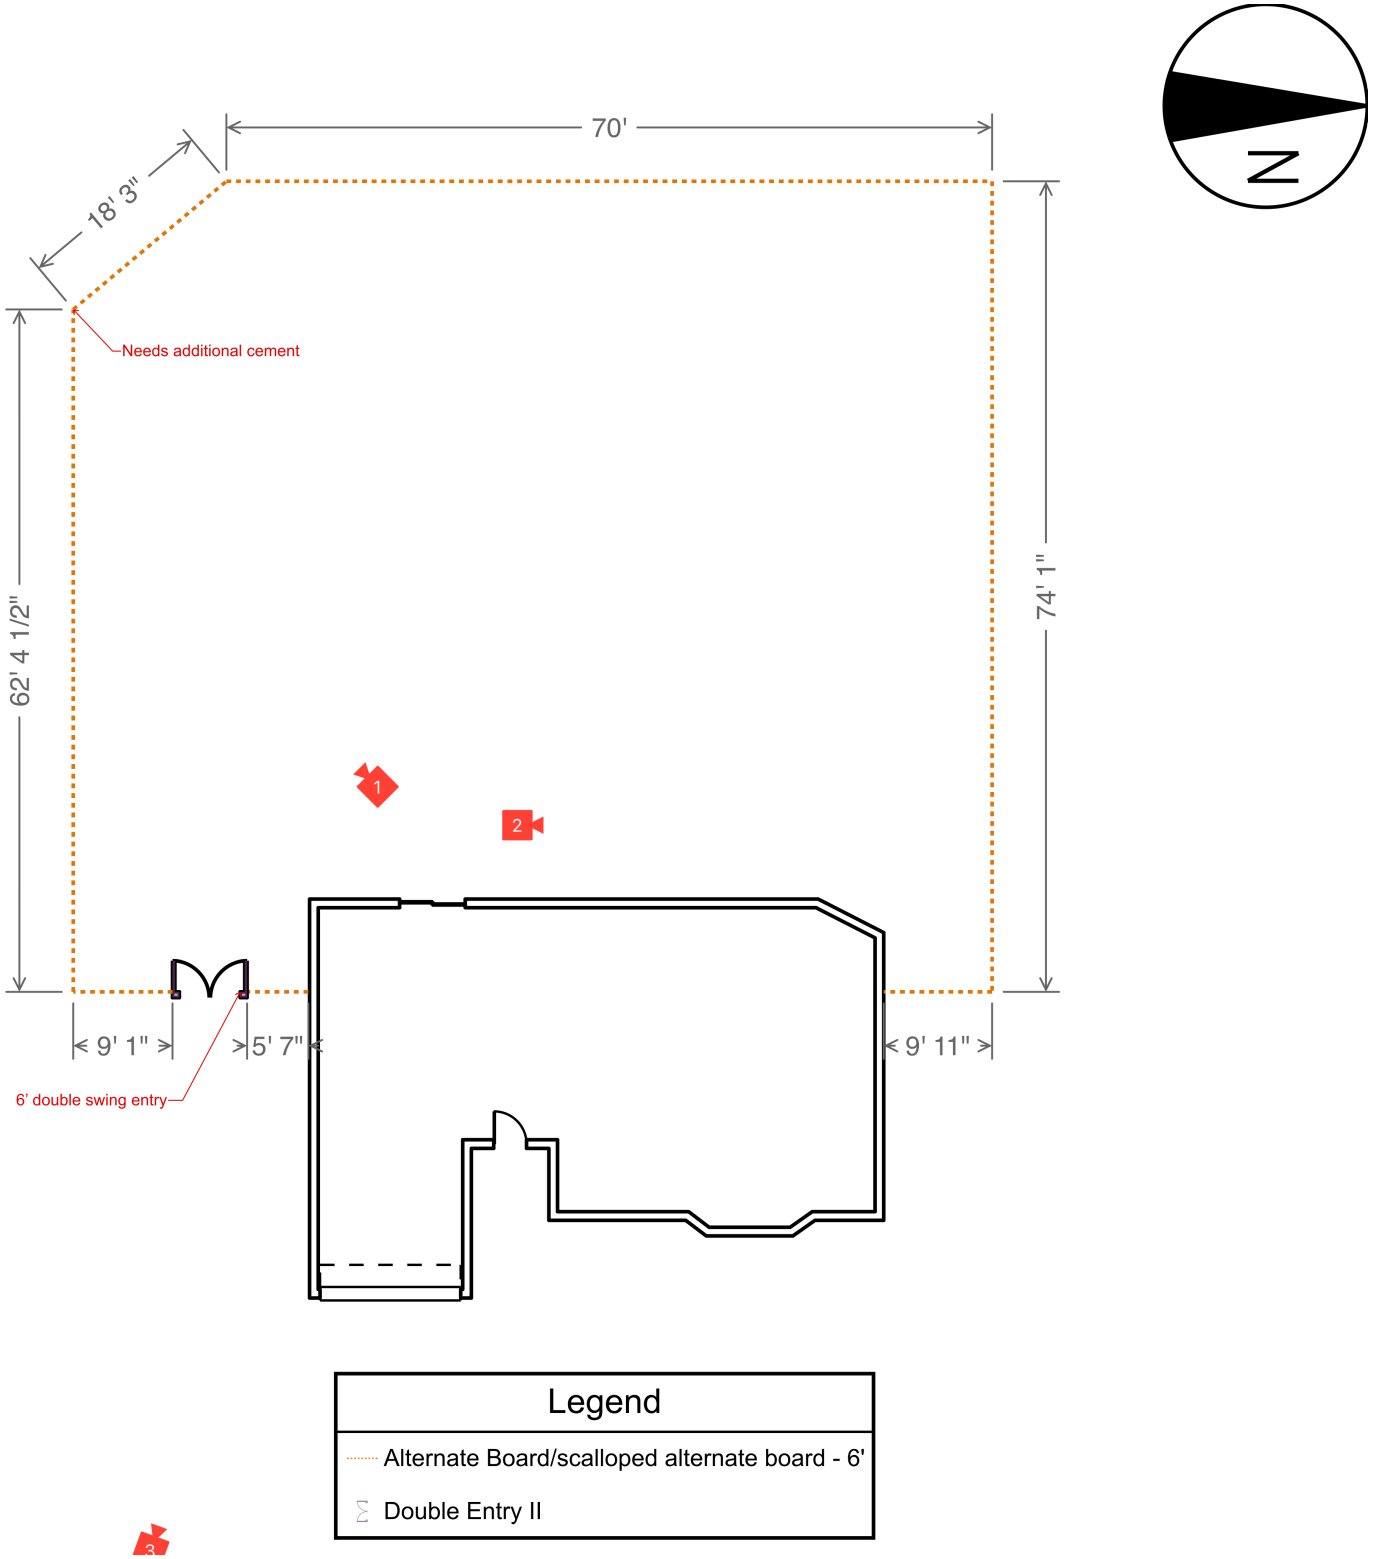 N
70'
18' 3"
Needs additional cement
62' 4 1/2"
74' 1"
1
2
9' 1"
5' 7"
9' 11"
6' double swing entry
Legend
Alternate Board/scalloped alternate board - 6'
Double Entry II
3